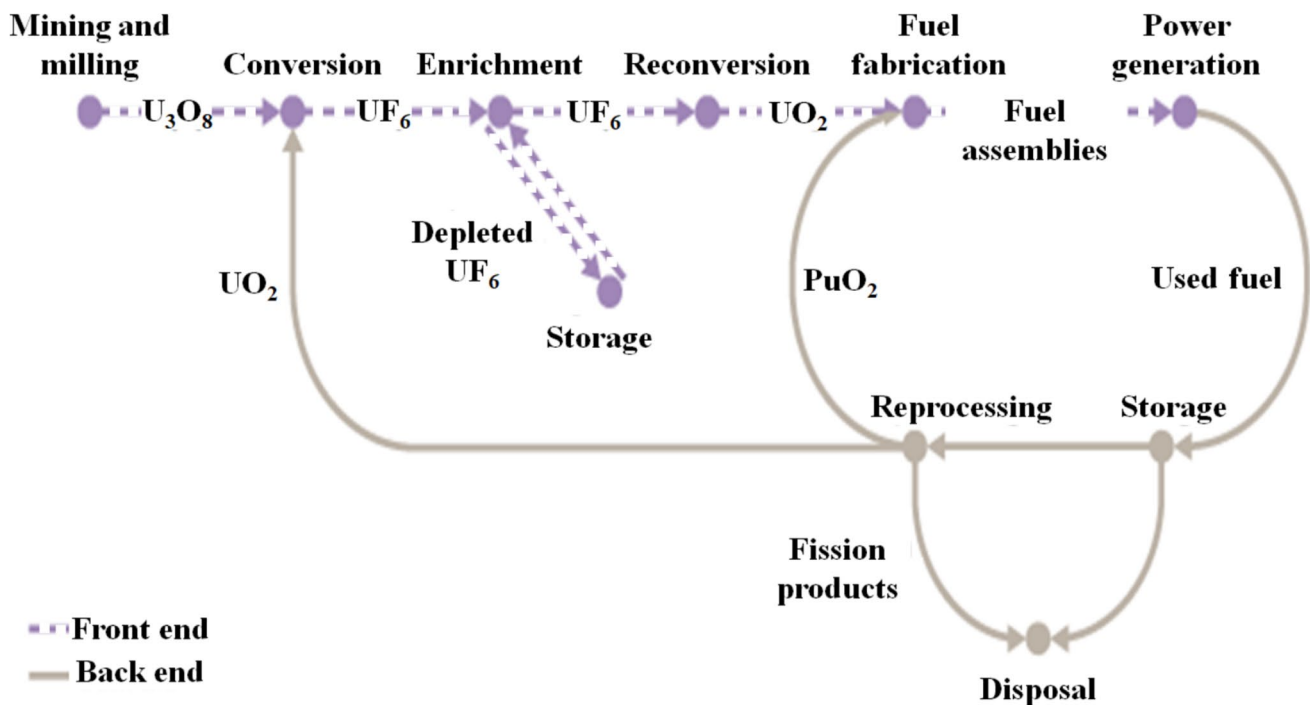 Mining and
milling
Conversion
Enrichment
Reconversion
Fuel
fabrication
Power
generation
U₃O₈
UF₆
UF₆
UO₂
Fuel
assemblies
Depleted
UF₆
UO₂
Storage
PuO₂
Used fuel
Reprocessing
Storage
Fission
products
Disposal
Front end
Back end